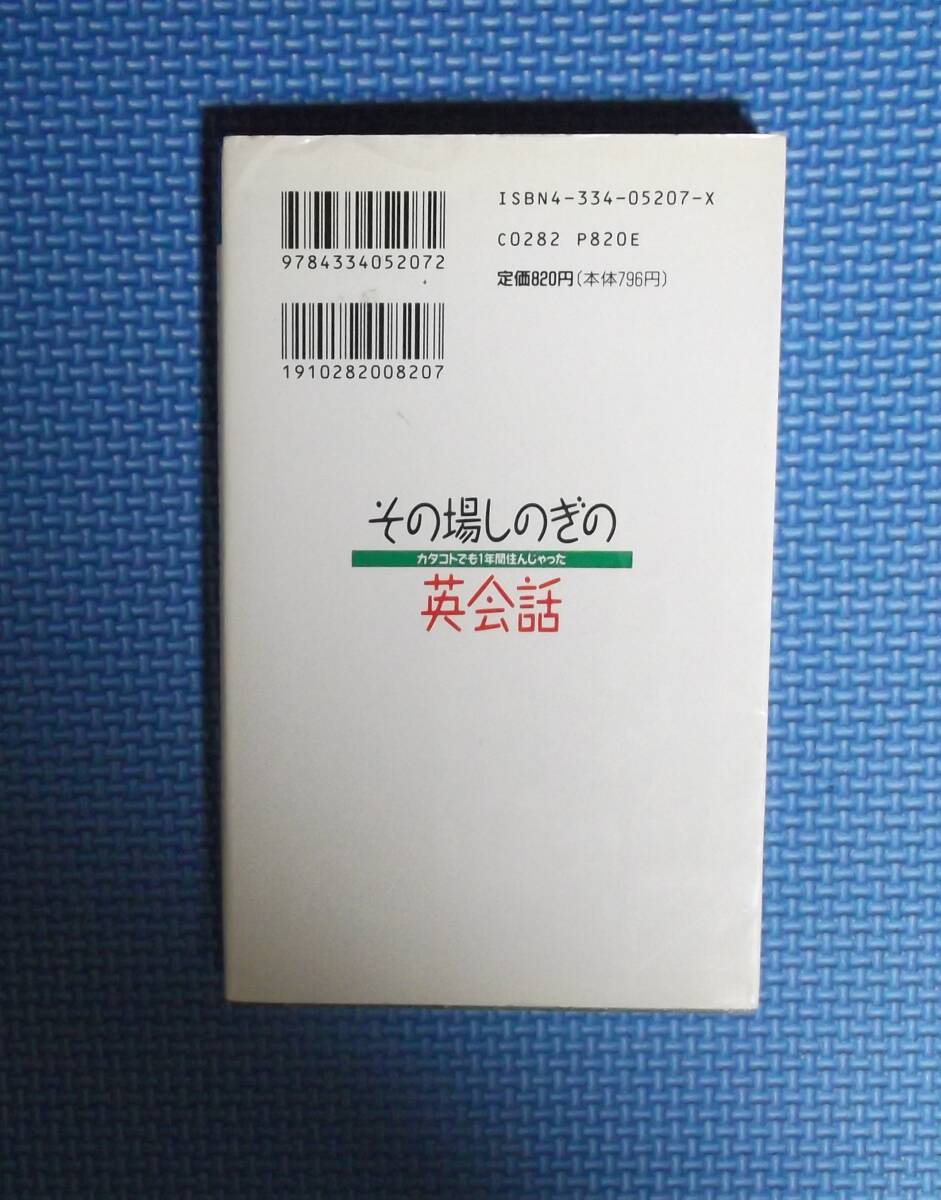 ISBN4-334-05207-X
C0282 P820E
定価820円(本体796円)
9784334052072
1910282008207
その場しのぎの
カタコトでも1年間住んじゃった
英会話